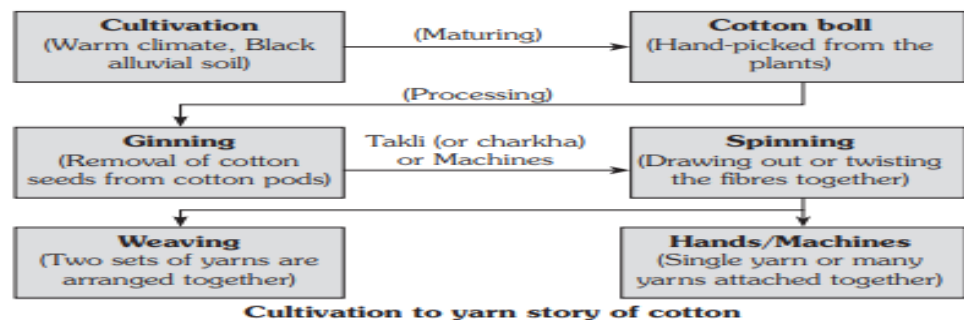 Cultivation
(Warm climate, Black
alluvial soil)
(Maturing)
Cotton boll
(Hand-picked from the
plants)
(Processing)
Ginning
(Removal of cotton
seeds from cotton pods)
Takli (or charkha)
or Machines
Spinning
(Drawing out or twisting
the fibres together)
Weaving
(Two sets of yarns are
arranged together)
Hands/Machines
(Single yarn or many
yarns attached together)
Cultivation to yarn story of cotton